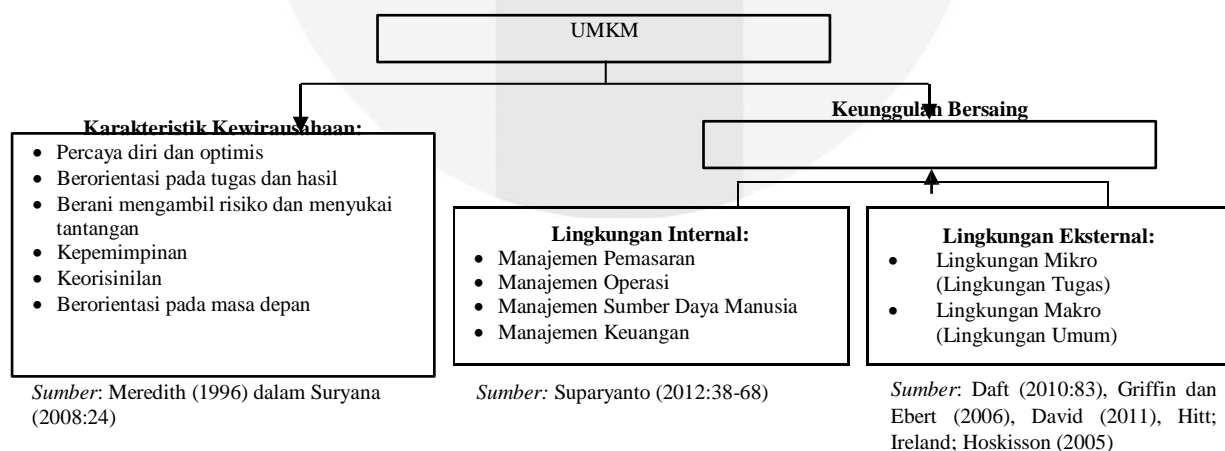 UMKM
Keunggulan Bersaing
Karakteristik Kewirausahaan:
• Percaya diri dan optimis
• Berorientasi pada tugas dan hasil
• Berani mengambil risiko dan menyukai
tantangan
• Kepemimpinan
• Keorisinilan
• Berorientasi pada masa depan
Sumber: Meredith (1996) dalam Suryana
(2008:24)
Lingkungan Internal:
• Manajemen Pemasaran
• Manajemen Operasi
• Manajemen Sumber Daya Manusia
• Manajemen Keuangan
Sumber: Suparyanto (2012:38-68)
Lingkungan Eksternal:
• Lingkungan Mikro
(Lingkungan Tugas)
• Lingkungan Makro
(Lingkungan Umum)
Sumber: Daft (2010:83), Griffin dan
Ebert (2006), David (2011), Hitt;
Ireland; Hoskisson (2005)